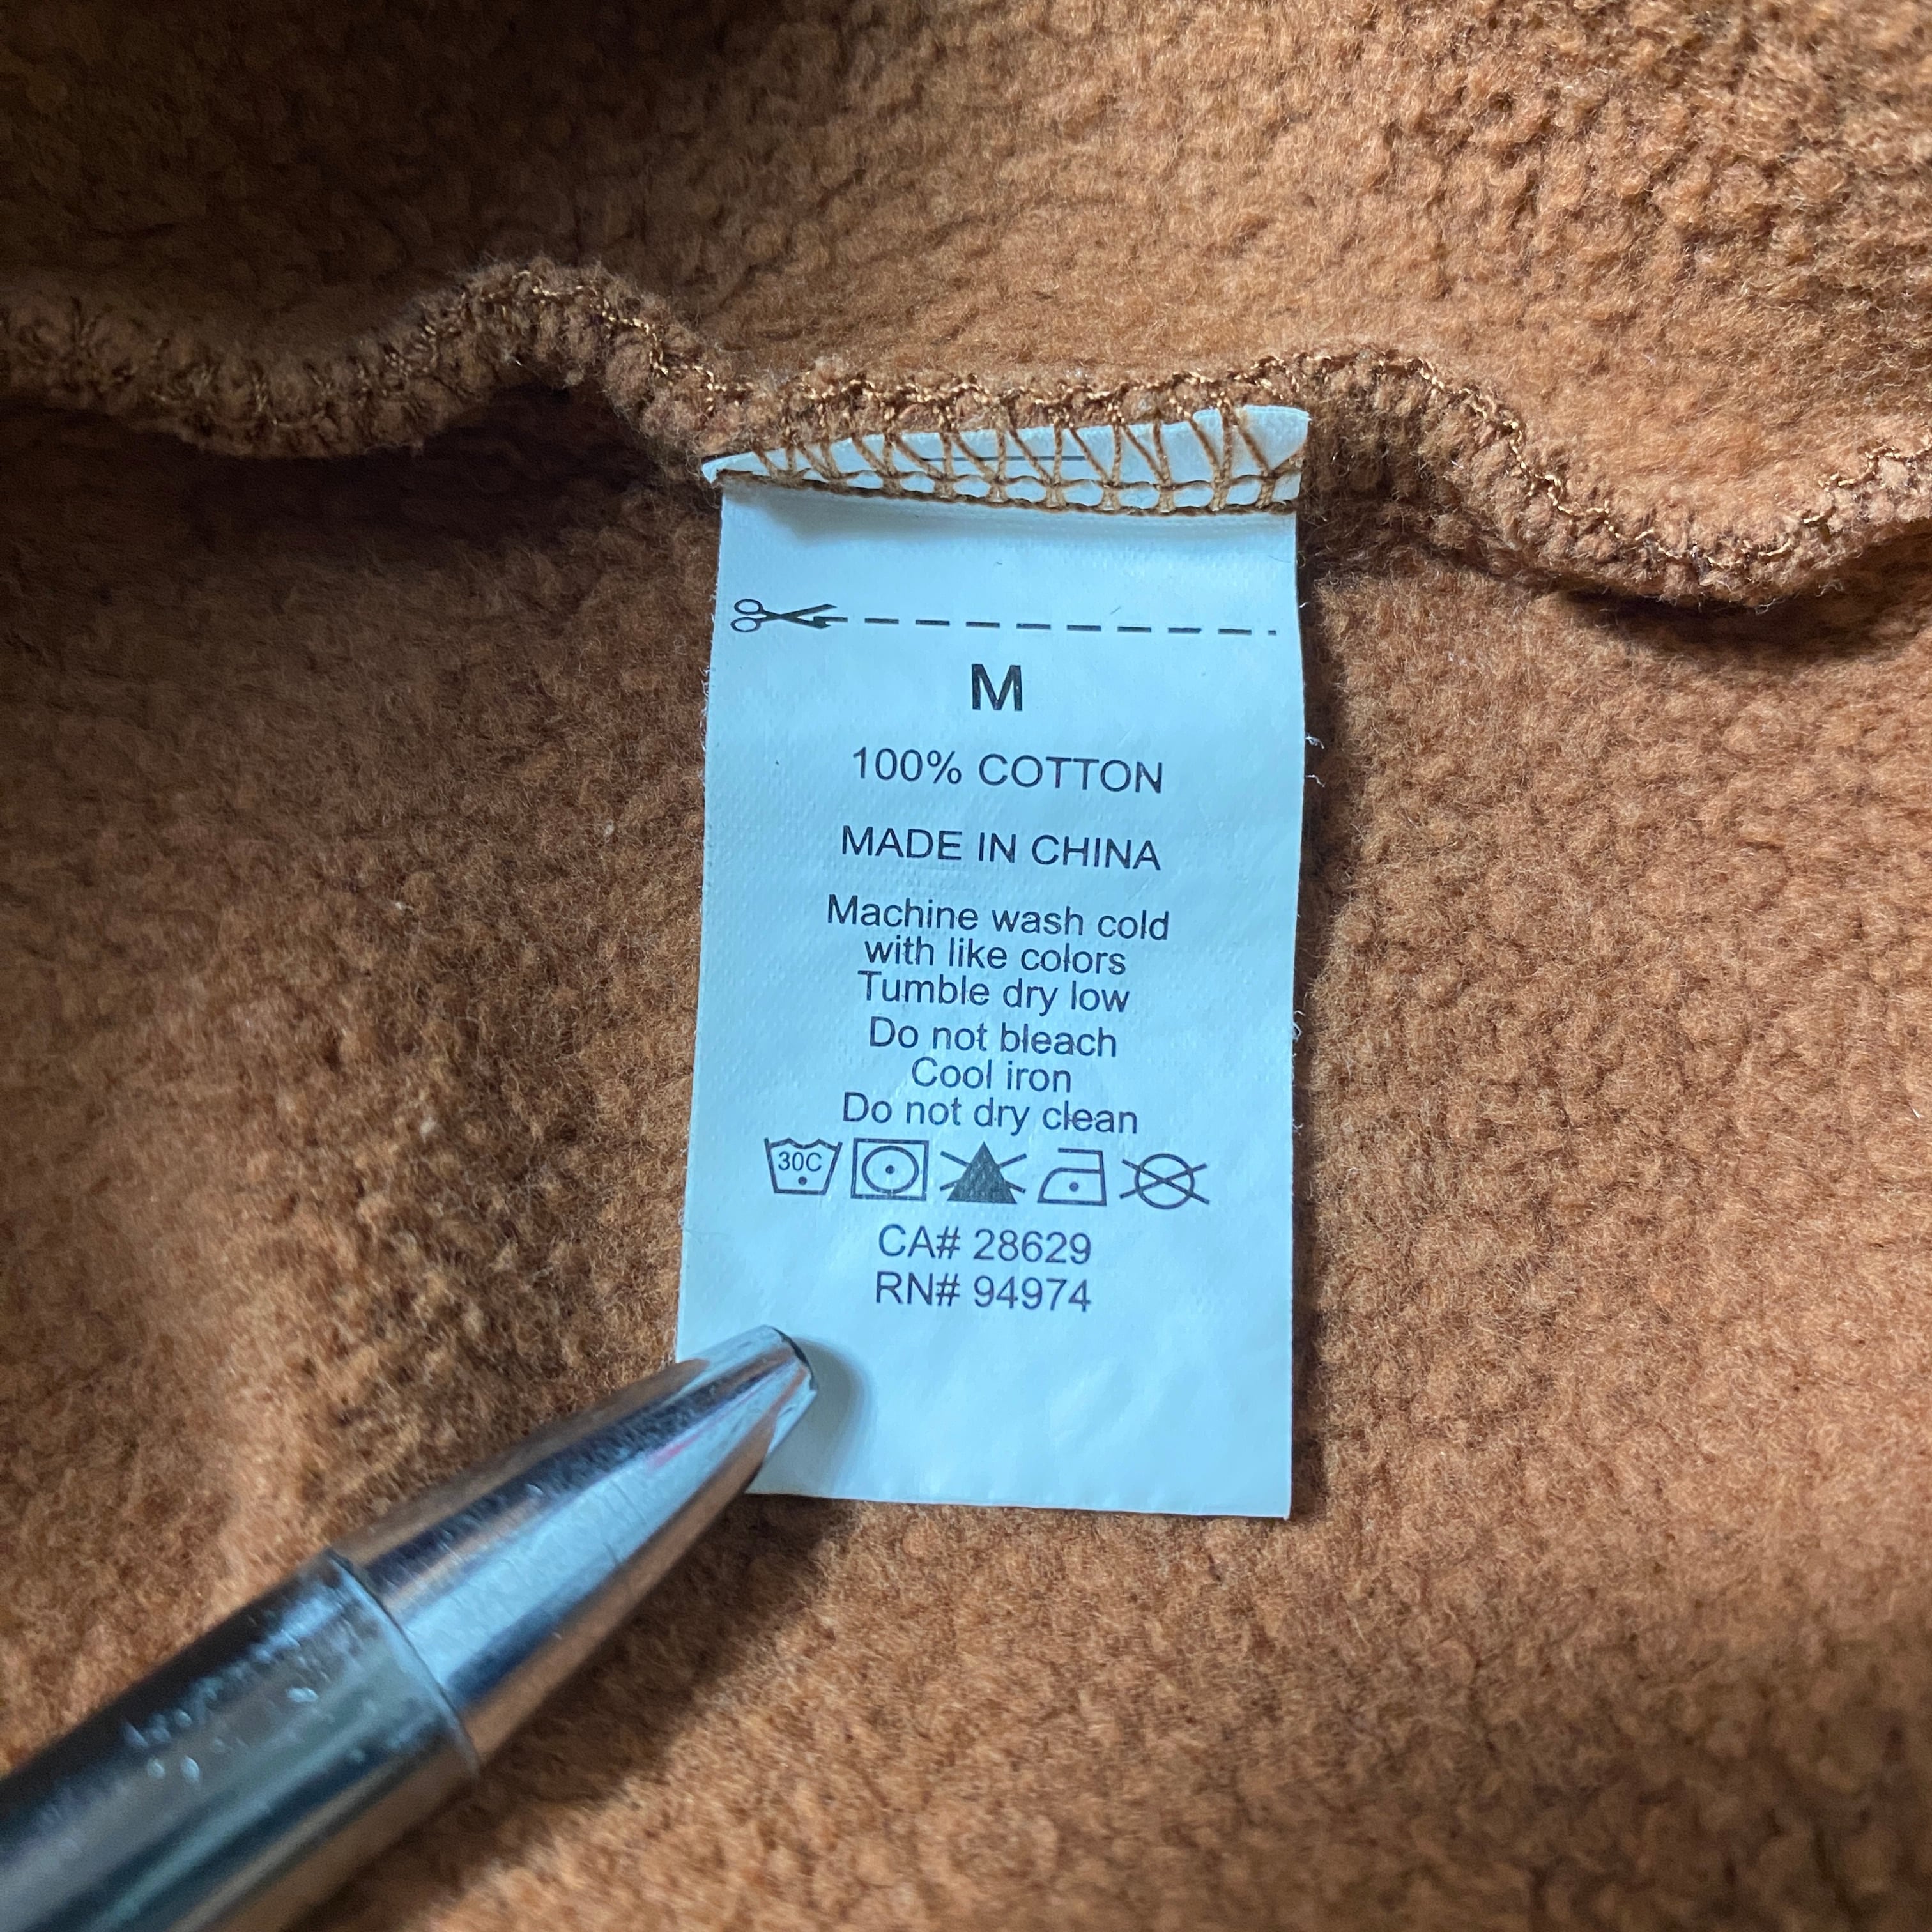 M
100% COTTON
MADE IN CHINA
Machine wash cold
with like colors
Tumble dry low
Do not bleach
Cool iron
Do not dry clean
30C
CA# 28629
RN# 94974